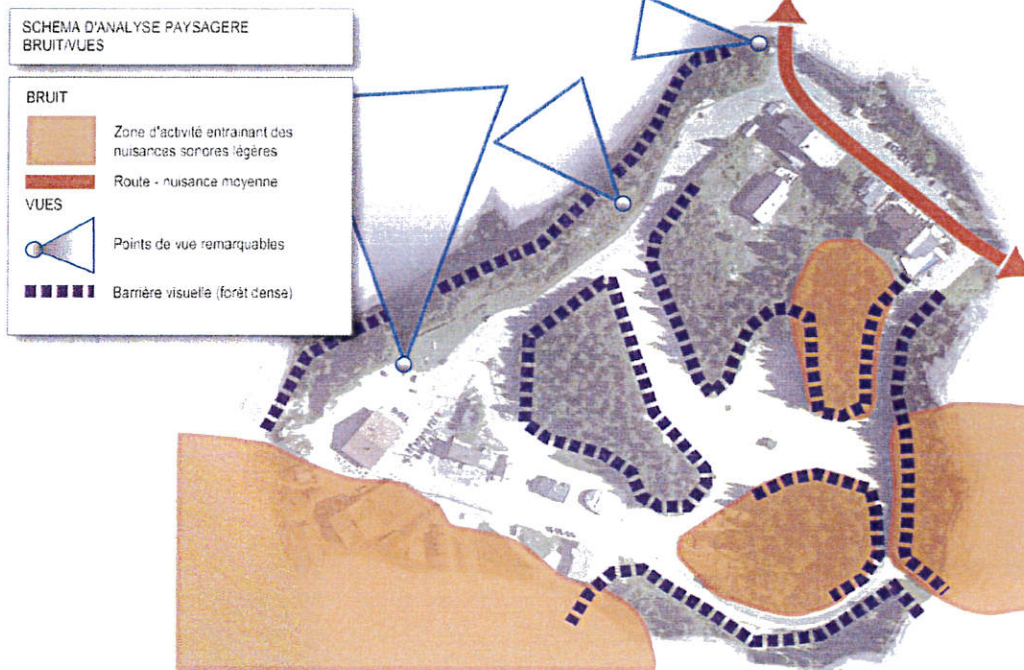 SCHEMA D'ANALYSE PAYSAGERE
BRUIT/VUES
BRUIT
Zone d'activité entrainant des
nuisances sonores légères
Route - nuisance moyenne
VUES
Points de vue remarquables
Barrière visuelle (forêt dense)